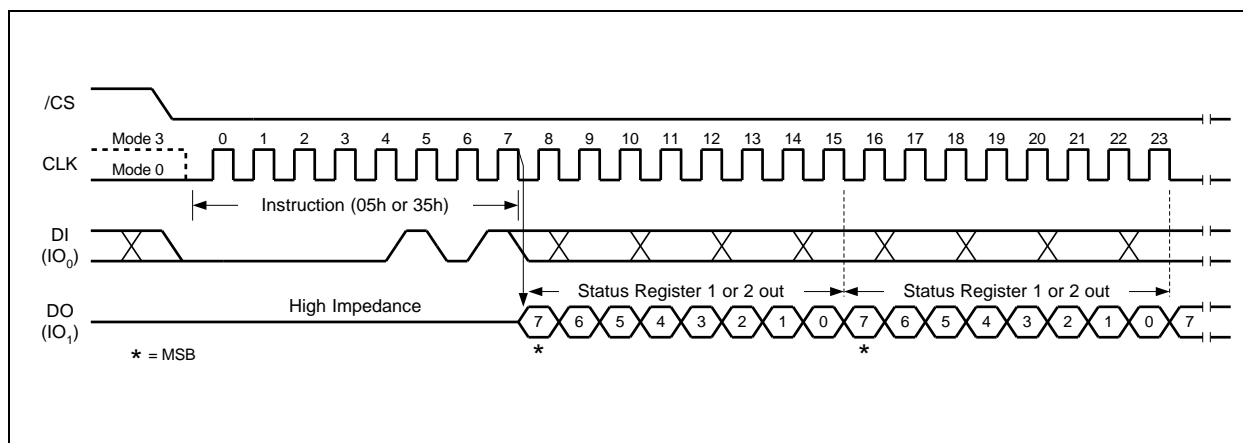 /CS
Mode 3
0 1 2 3 4 5 6 7 8 9 10 11 12 13 14 15 16 17 18 19 20 21 22 23
CLK
Mode 0
Instruction (05h or 35h)
DI
(IO0)
Status Register 1 or 2 out Status Register 1 or 2 out
High Impedance
DO
(IO1)
7 6 5 4 3 2 1 0 7 6 5 4 3 2 1 0 7
* *
* = MSB